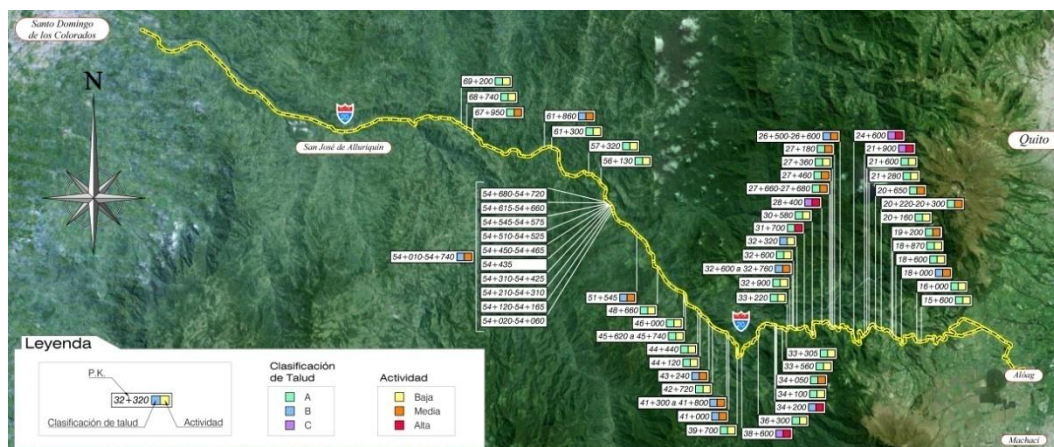 Santo Domingo
de los Colorados
N
San José de Alluriquín
69+200
68+740
67+950
61+860
61+300
57+320
56+130
54+680-54+720
54+615-54+660
54+545-54+575
54+510-54+525
54+450-54+465
54+435
54+310-54+425
54+210-54+310
54+120-54+165
54+020-54+060
54+010-54+740
51+545
48+660
46+000
45+620 a 45+740
44+440
44+120
43+240
42+720
41+300 a 41+800
41+000
39+700
26+500-26+600
27+180
27+360
27+460
27+660-27+680
28+400
30+580
31+700
32+320
32+600
32+600 a 32+760
32+900
33+220
24+600
21+900
21+600
21+280
20+650
20+220-20+300
20+160
19+200
18+870
18+600
18+000
16+000
15+600
33+305
33+560
34+050
34+100
34+200
36+300
38+600
Quito
Alóag
Machaci
Leyenda
P.K.
32+320
Clasificación de talud
Actividad
Clasificación
de Talud
A
B
C
Actividad
Baja
Media
Alta